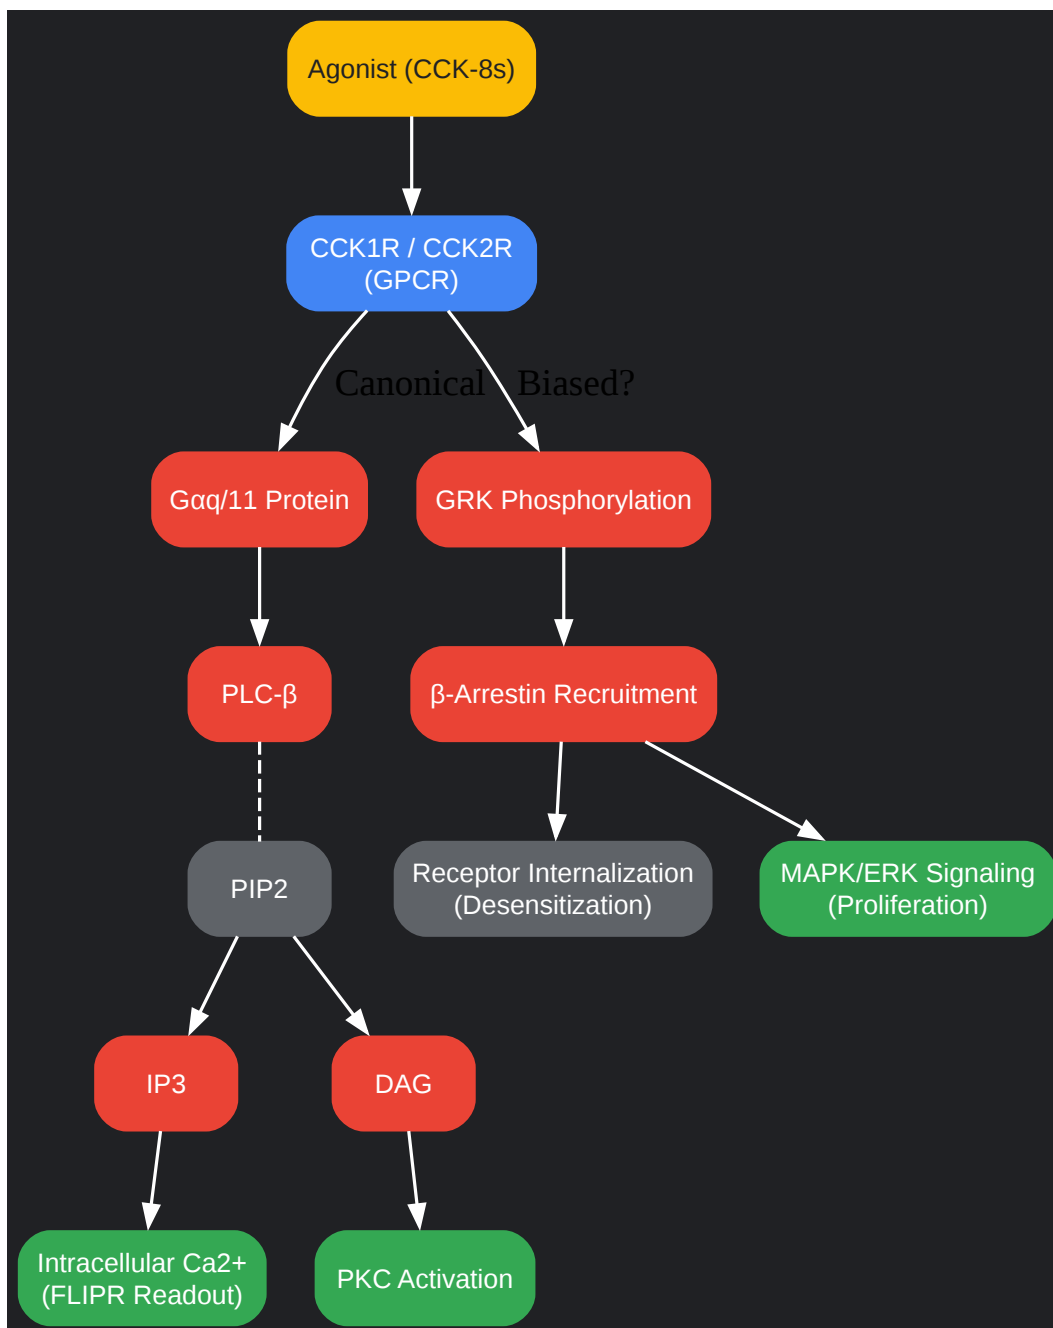 Agonist (CCK-8s)
CCK1R / CCK2R
(GPCR)
Canonical
Biased?
Gαq/11 Protein
GRK Phosphorylation
PLC-β
β-Arrestin Recruitment
PIP2
Receptor Internalization
(Desensitization)
MAPK/ERK Signaling
(Proliferation)
IP3
DAG
Intracellular Ca2+
(FLIPR Readout)
PKC Activation